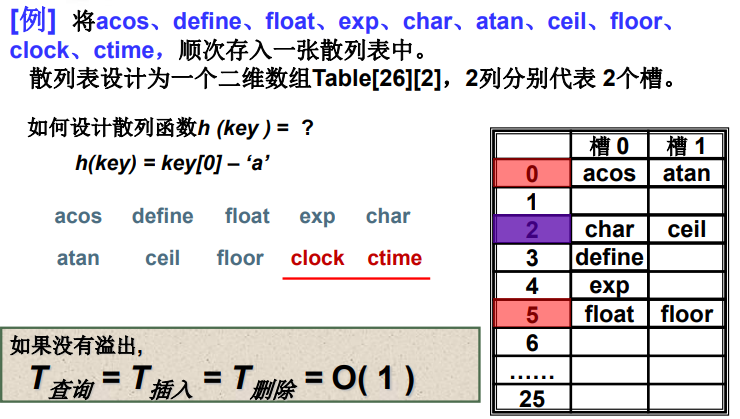 [例] 将acos、define、float、exp、char、atan、ceil、floor、
clock、ctime，顺次存入一张散列表中。
散列表设计为一个二维数组Table[26][2]，2列分别代表 2个槽。
如何设计散列函数h (key ) = ？
h(key) = key[0] – ‘a’
acos define float exp char
atan ceil floor clock ctime
如果没有溢出,
T查询 = T插入 = T删除 = O( 1 )
槽 0 槽 1
0 acos atan
1
2 char ceil
3 define
4 exp
5 float floor
6
……
25